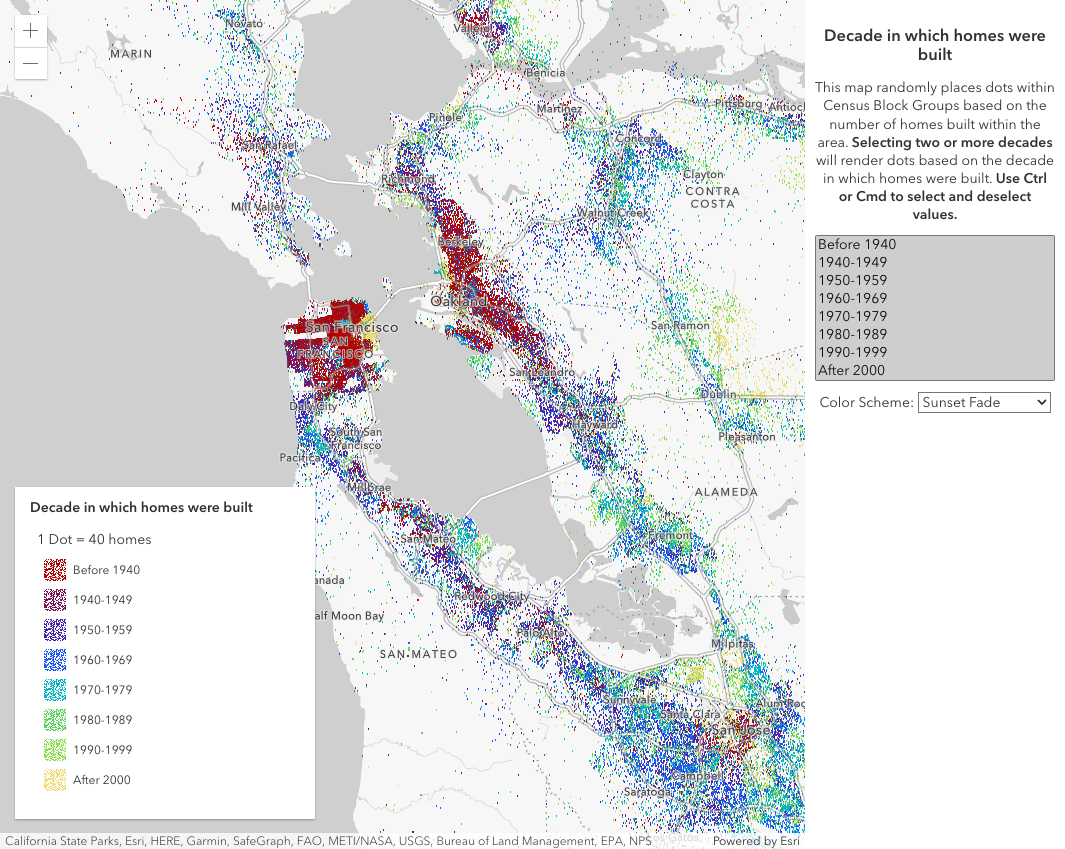 Novato
MARIN
Vallejo
Benicia
Martinez
Pittsburg
Antioch
Pinole
Concord
San Rafael
Richmond
Clayton
CONTRA
COSTA
Mill Valley
Walnut Creek
Berkeley
Oakland
San Francisco
SAN
FRANCISCO
San Ramon
San Leandro
Daly City
Dublin
South San
Francisco
Hayward
Pleasanton
Pacifica
Millbrae
ALAMEDA
San Mateo
Fremont
anada
Redwood City
alf Moon Bay
Palo Alto
SAN MATEO
Milpitas
Sunnyvale
Santa Clara
Alum Roc
San Jose
Campbell
Saratoga
Decade in which homes were built
1 Dot = 40 homes
Before 1940
1940-1949
1950-1959
1960-1969
1970-1979
1980-1989
1990-1999
After 2000
California State Parks, Esri, HERE, Garmin, SafeGraph, FAO, METI/NASA, USGS, Bureau of Land Management, EPA, NPS
Powered by Esri
Decade in which homes were
built
This map randomly places dots within
Census Block Groups based on the
number of homes built within the
area. Selecting two or more decades
will render dots based on the decade
in which homes were built. Use Ctrl
or Cmd to select and deselect
values.
Before 1940
1940-1949
1950-1959
1960-1969
1970-1979
1980-1989
1990-1999
After 2000
Color Scheme: Sunset Fade